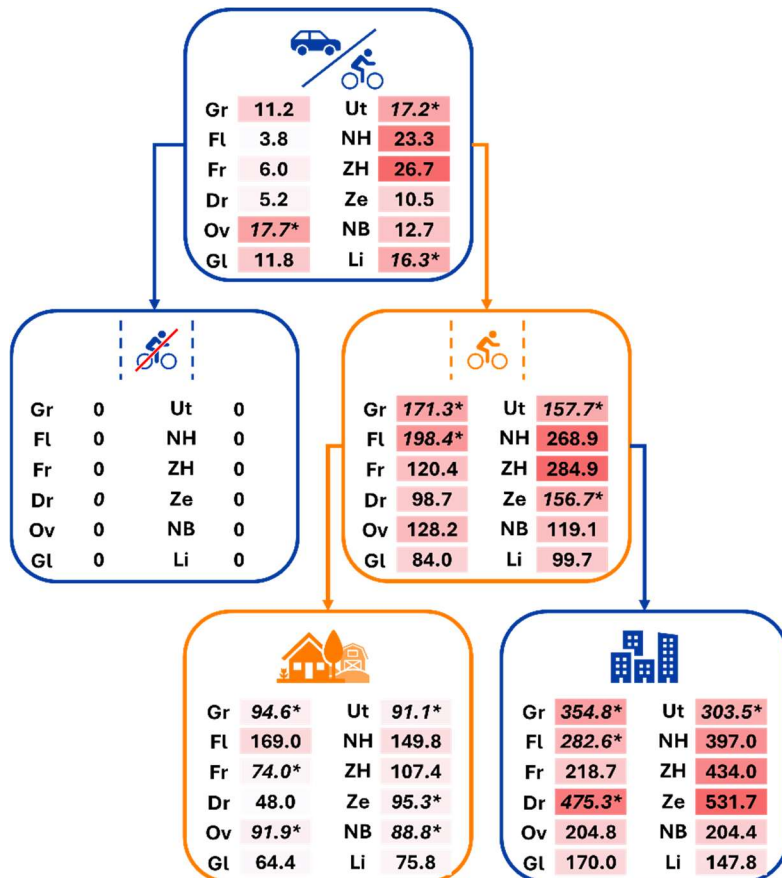 Gr 11.2 Ut 17.2*
Fl 3.8 NH 23.3
Fr 6.0 ZH 26.7
Dr 5.2 Ze 10.5
Ov 17.7* NB 12.7
Gl 11.8 Li 16.3*
Gr 0 Ut 0
Fl 0 NH 0
Fr 0 ZH 0
Dr 0 Ze 0
Ov 0 NB 0
Gl 0 Li 0
Gr 171.3* Ut 157.7*
Fl 198.4* NH 268.9
Fr 120.4 ZH 284.9
Dr 98.7 Ze 156.7*
Ov 128.2 NB 119.1
Gl 84.0 Li 99.7
Gr 94.6* Ut 91.1*
Fl 169.0 NH 149.8
Fr 74.0* ZH 107.4
Dr 48.0 Ze 95.3*
Ov 91.9* NB 88.8*
Gl 64.4 Li 75.8
Gr 354.8* Ut 303.5*
Fl 282.6* NH 397.0
Fr 218.7 ZH 434.0
Dr 475.3* Ze 531.7
Ov 204.8 NB 204.4
Gl 170.0 Li 147.8